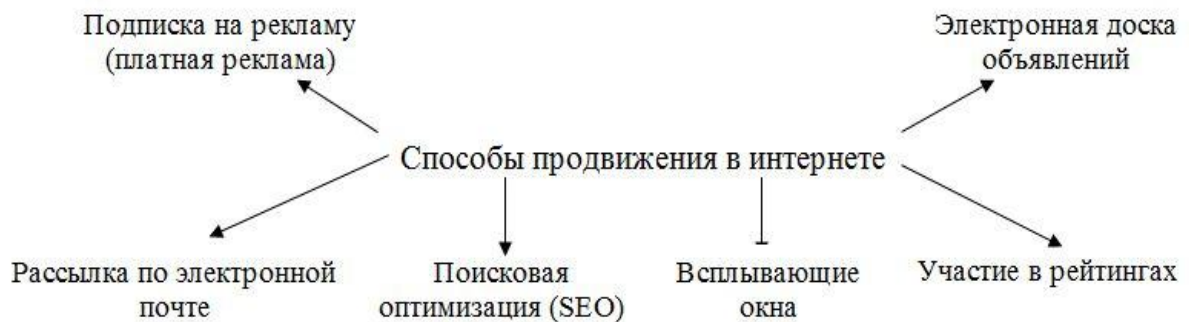 Подписка на рекламу
(платная реклама)
Электронная доска
объявлений
Способы продвижения в интернете
Рассылка по электронной
почте
Поисковая
оптимизация (SEO)
Всплывающие
окна
Участие в рейтингах